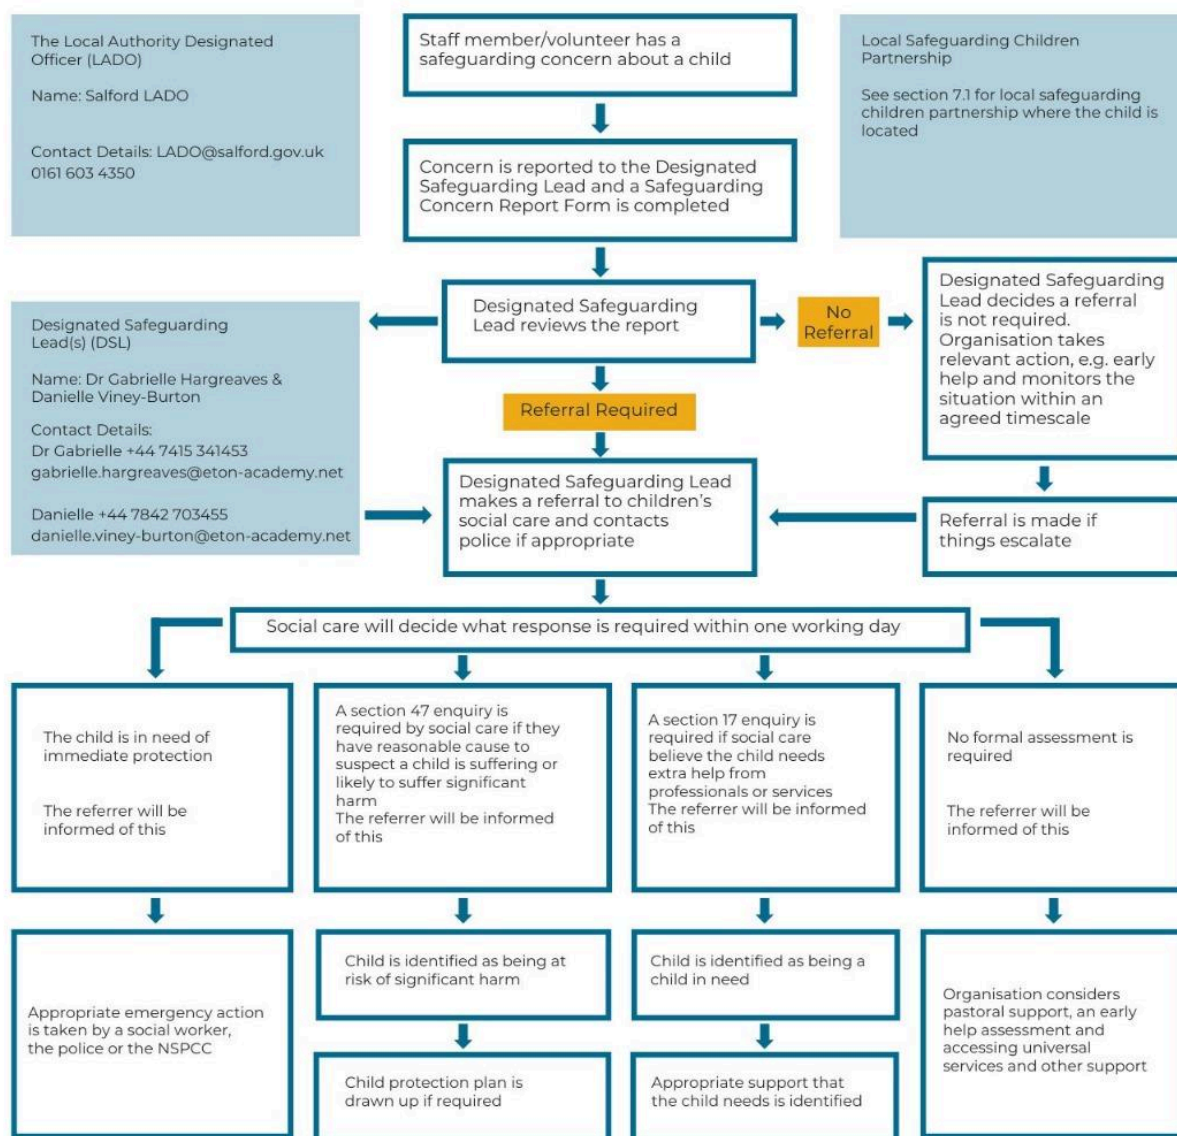 The Local Authority Designated
Officer (LADO)
Name: Salford LADO
Contact Details: LADO@salford.gov.uk
0161 603 4350
Staff member/volunteer has a
safeguarding concern about a child
Local Safeguarding Children
Partnership
See section 7.1 for local safeguarding
children partnership where the child is
located
Concern is reported to the Designated
Safeguarding Lead and a Safeguarding
Concern Report Form is completed
Designated Safeguarding
Lead reviews the report
No
Referral
Designated Safeguarding
Lead decides a referral
is not required.
Organisation takes
relevant action, e.g. early
help and monitors the
situation within an
agreed timescale
Designated Safeguarding
Lead(s) (DSL)
Name: Dr Gabrielle Hargreaves &
Danielle Viney-Burton
Contact Details:
Dr Gabrielle +44 7415 341453
gabrielle.hargreaves@eton-academy.net
Danielle +44 7842 703455
danielle.viney-burton@eton-academy.net
Referral Required
Designated Safeguarding Lead
makes a referral to children's
social care and contacts
police if appropriate
Referral is made if
things escalate
Social care will decide what response is required within one working day
The child is in need of
immediate protection
The referrer will be
informed of this
A section 47 enquiry is
required by social care if they
have reasonable cause to
suspect a child is suffering or
likely to suffer significant
harm
The referrer will be informed
of this
A section 17 enquiry is
required if social care
believe the child needs
extra help from
professionals or services
The referrer will be informed
of this
No formal assessment is
required
The referrer will be
informed of this
Appropriate emergency action
is taken by a social worker,
the police or the NSPCC
Child is identified as being at
risk of significant harm
Child is identified as being a
child in need
Organisation considers
pastoral support, an early
help assessment and
accessing universal
services and other support
Child protection plan is
drawn up if required
Appropriate support that
the child needs is identified